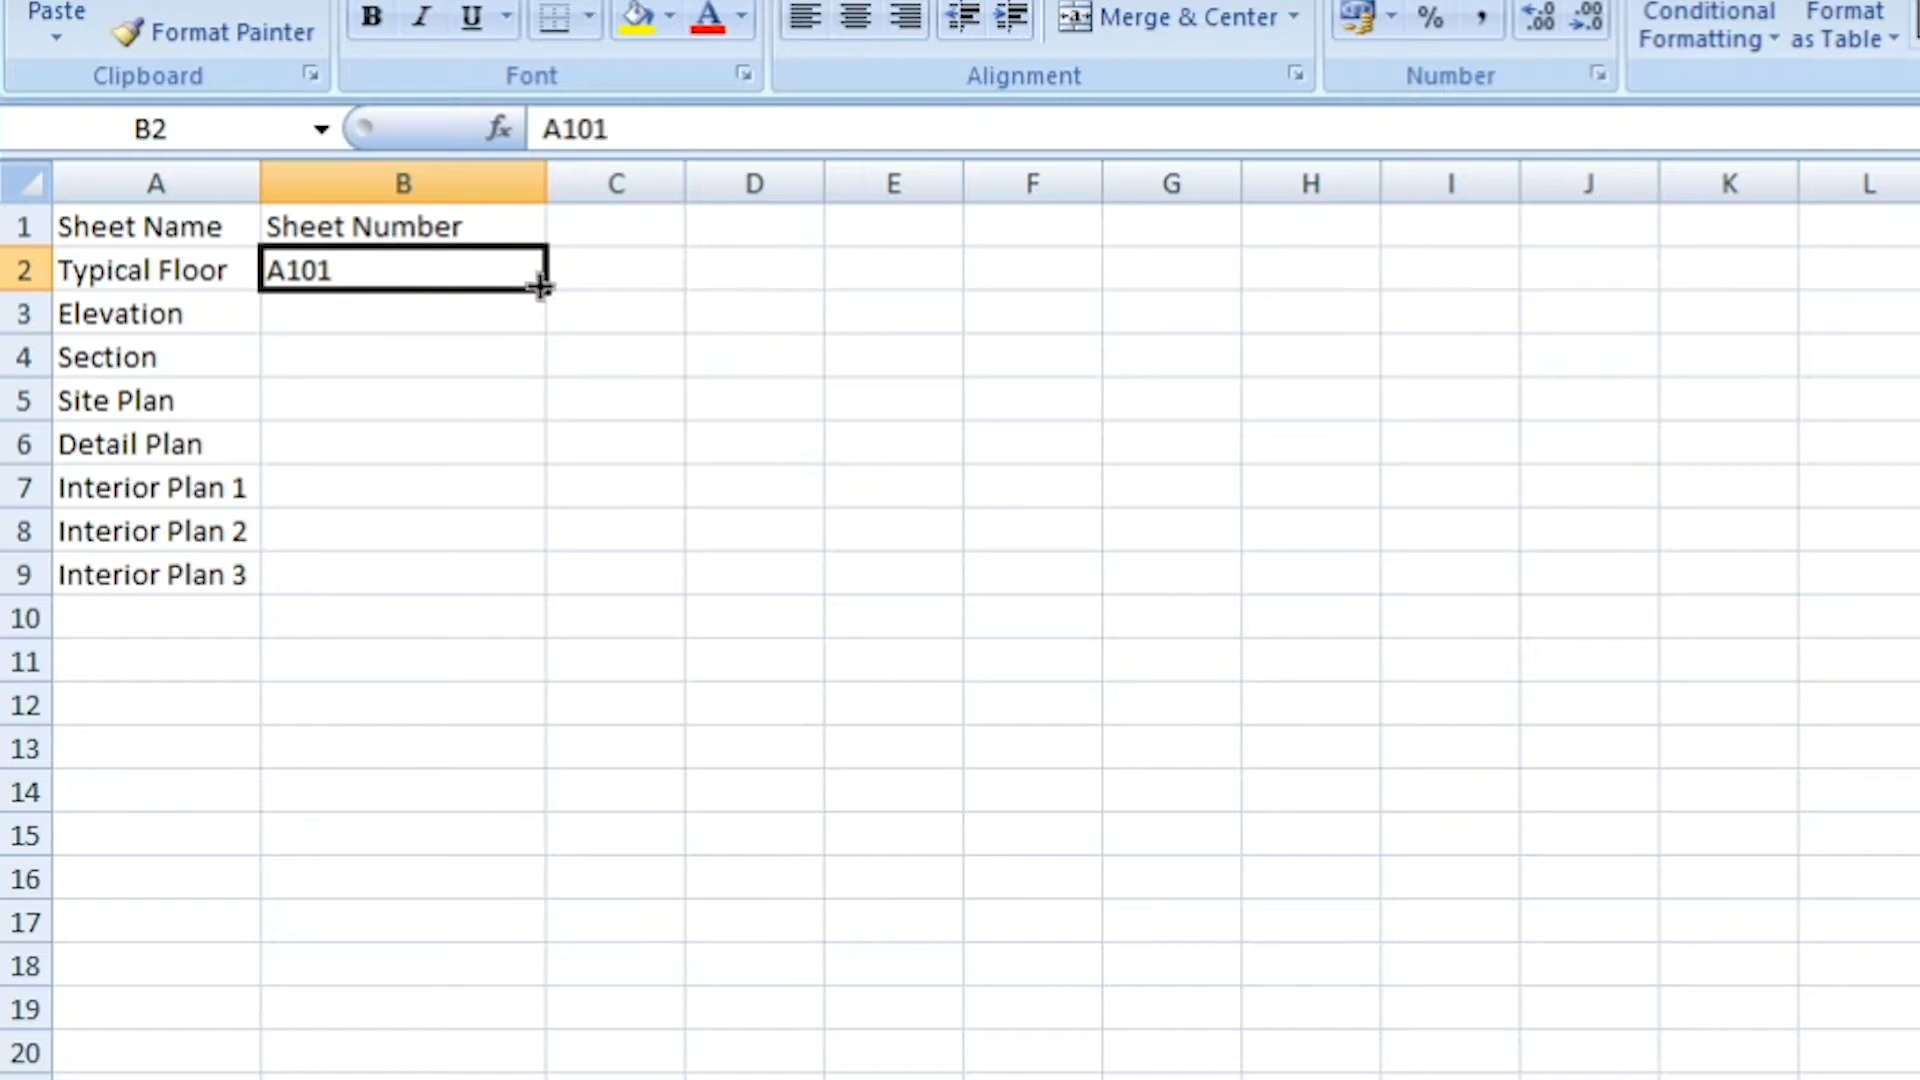 Paste
Format Painter
B I U
A
Merge & Center
% ,
Conditional
Formatting
Format
as Table
Clipboard
Font
Alignment
Number
B2
fx
A101
A B C D E F G H I J K L
1 Sheet Name Sheet Number
2 Typical Floor A101
3 Elevation
4 Section
5 Site Plan
6 Detail Plan
7 Interior Plan 1
8 Interior Plan 2
9 Interior Plan 3
10
11
12
13
14
15
16
17
18
19
20